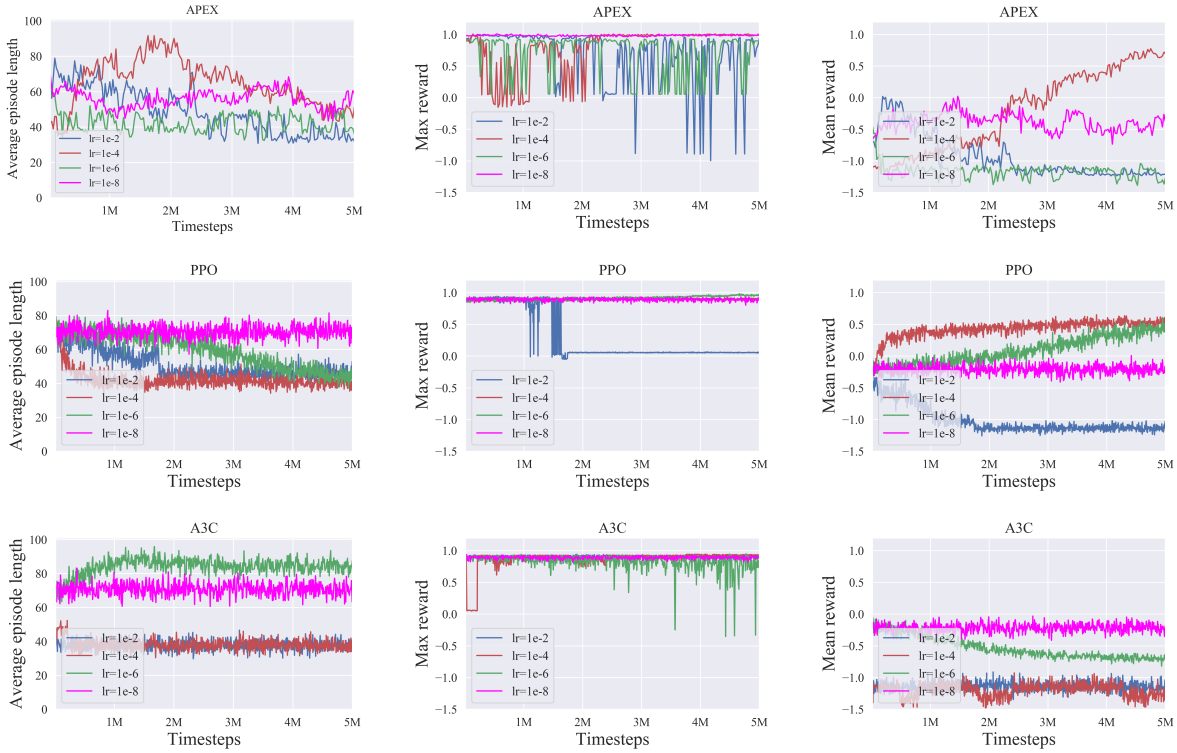 APEX
Average episode length
100
80
60
40
20
0
lr=1e-2
lr=1e-4
lr=1e-6
lr=1e-8
1M
2M
3M
4M
5M
Timesteps
APEX
Max reward
1.0
0.5
0.0
−0.5
−1.0
−1.5
lr=1e-2
lr=1e-4
lr=1e-6
lr=1e-8
1M
2M
3M
4M
5M
Timesteps
APEX
Mean reward
1.0
0.5
0.0
−0.5
−1.0
−1.5
lr=1e-2
lr=1e-4
lr=1e-6
lr=1e-8
1M
2M
3M
4M
5M
Timesteps
PPO
Average episode length
100
80
60
40
20
0
lr=1e-2
lr=1e-4
lr=1e-6
lr=1e-8
1M
2M
3M
4M
5M
Timesteps
PPO
Max reward
1.0
0.5
0.0
−0.5
−1.0
−1.5
lr=1e-2
lr=1e-4
lr=1e-6
lr=1e-8
1M
2M
3M
4M
5M
Timesteps
PPO
Mean reward
1.0
0.5
0.0
−0.5
−1.0
−1.5
lr=1e-2
lr=1e-4
lr=1e-6
lr=1e-8
1M
2M
3M
4M
5M
Timesteps
A3C
Average episode length
100
80
60
40
20
0
lr=1e-2
lr=1e-4
lr=1e-6
lr=1e-8
1M
2M
3M
4M
5M
Timesteps
A3C
Max reward
1.0
0.5
0.0
−0.5
−1.0
−1.5
lr=1e-2
lr=1e-4
lr=1e-6
lr=1e-8
1M
2M
3M
4M
5M
Timesteps
A3C
Mean reward
1.0
0.5
0.0
−0.5
−1.0
−1.5
lr=1e-2
lr=1e-4
lr=1e-6
lr=1e-8
1M
2M
3M
4M
5M
Timesteps